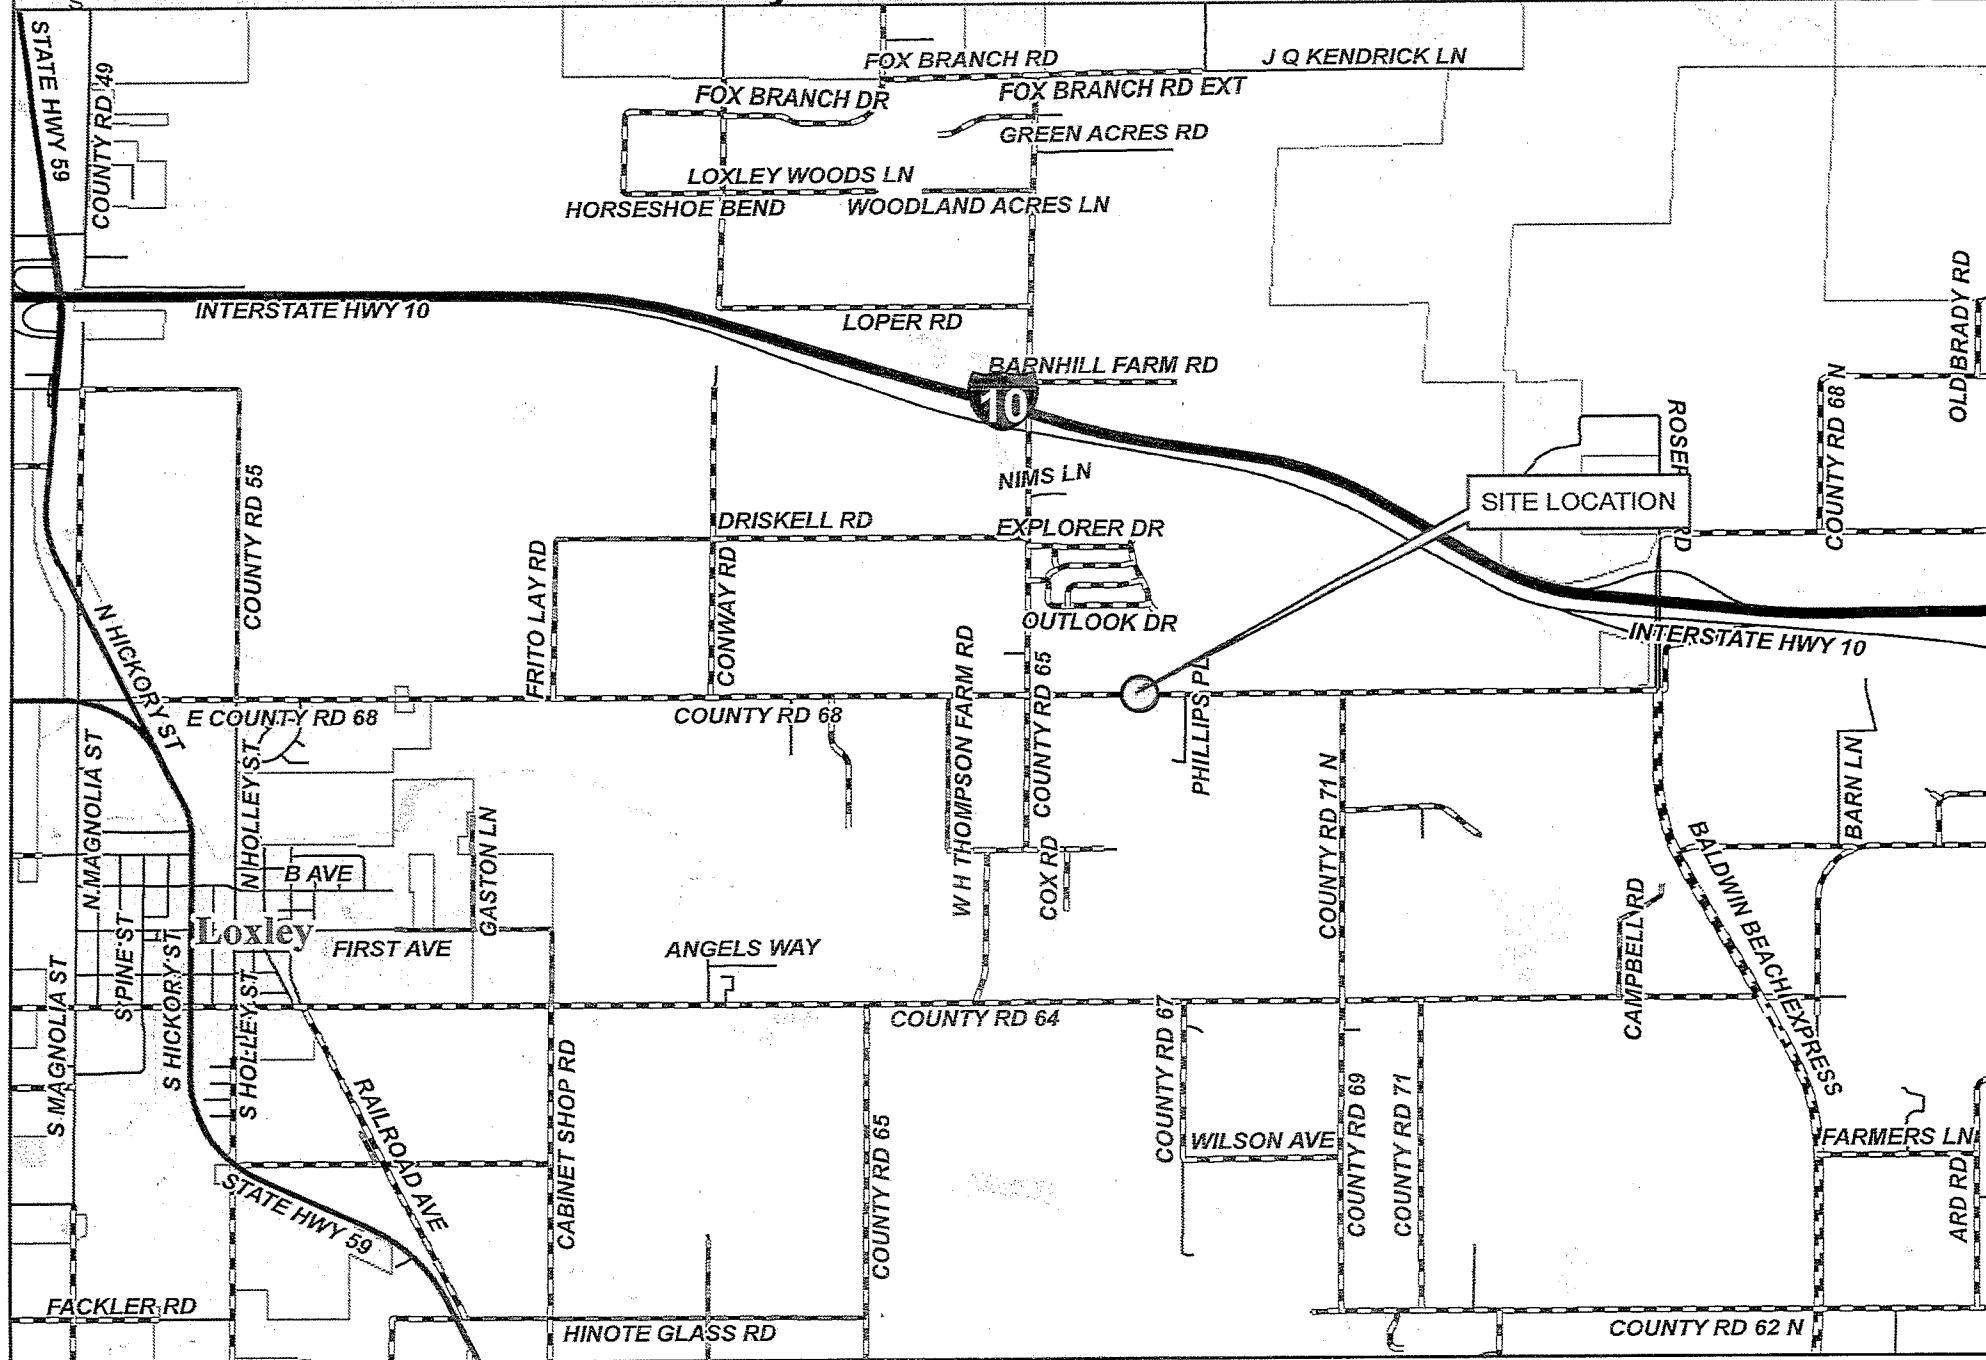 STATE HWY 59
COUNTY RD 49
FOX BRANCH RD
J Q KENDRICK LN
FOX BRANCH DR
FOX BRANCH RD EXT
GREEN ACRES RD
LOXLEY WOODS LN
HORSESHOE BEND
WOODLAND ACRES LN
INTERSTATE HWY 10
LOPER RD
OLD BRADY RD
BARNHILL FARM RD
10
COUNTY RD 68 N
COUNTY RD 55
NIMS LN
SITE LOCATION
DRISKELL RD
EXPLORER DR
FRITO LAY RD
CONWAY RD
OUTLOOK DR
N HICKORY ST
INTERSTATE HWY 10
W H THOMPSON FARM RD
COUNTY RD 65
PHILLIPS PL
E COUNTY RD 68
COUNTY RD 68
N MAGNOLIA ST
N HOLLEY ST
COUNTY RD 71 N
BARN LN
GASTON LN
B AVE
COX RD
BALDWIN BEACH EXPRESS
CAMPBELL RD
Loxley
S PINE ST
FIRST AVE
ANGELS WAY
S MAGNOLIA ST
S HICKORY ST
S HOLLEY ST
COUNTY RD 64
COUNTY RD 67
RAILROAD AVE
CABINET SHOP RD
COUNTY RD 65
WILSON AVE
COUNTY RD 69
COUNTY RD 71
FARMERS LN
ARD RD
STATE HWY 59
FACKLER RD
HINOTE GLASS RD
COUNTY RD 62 N